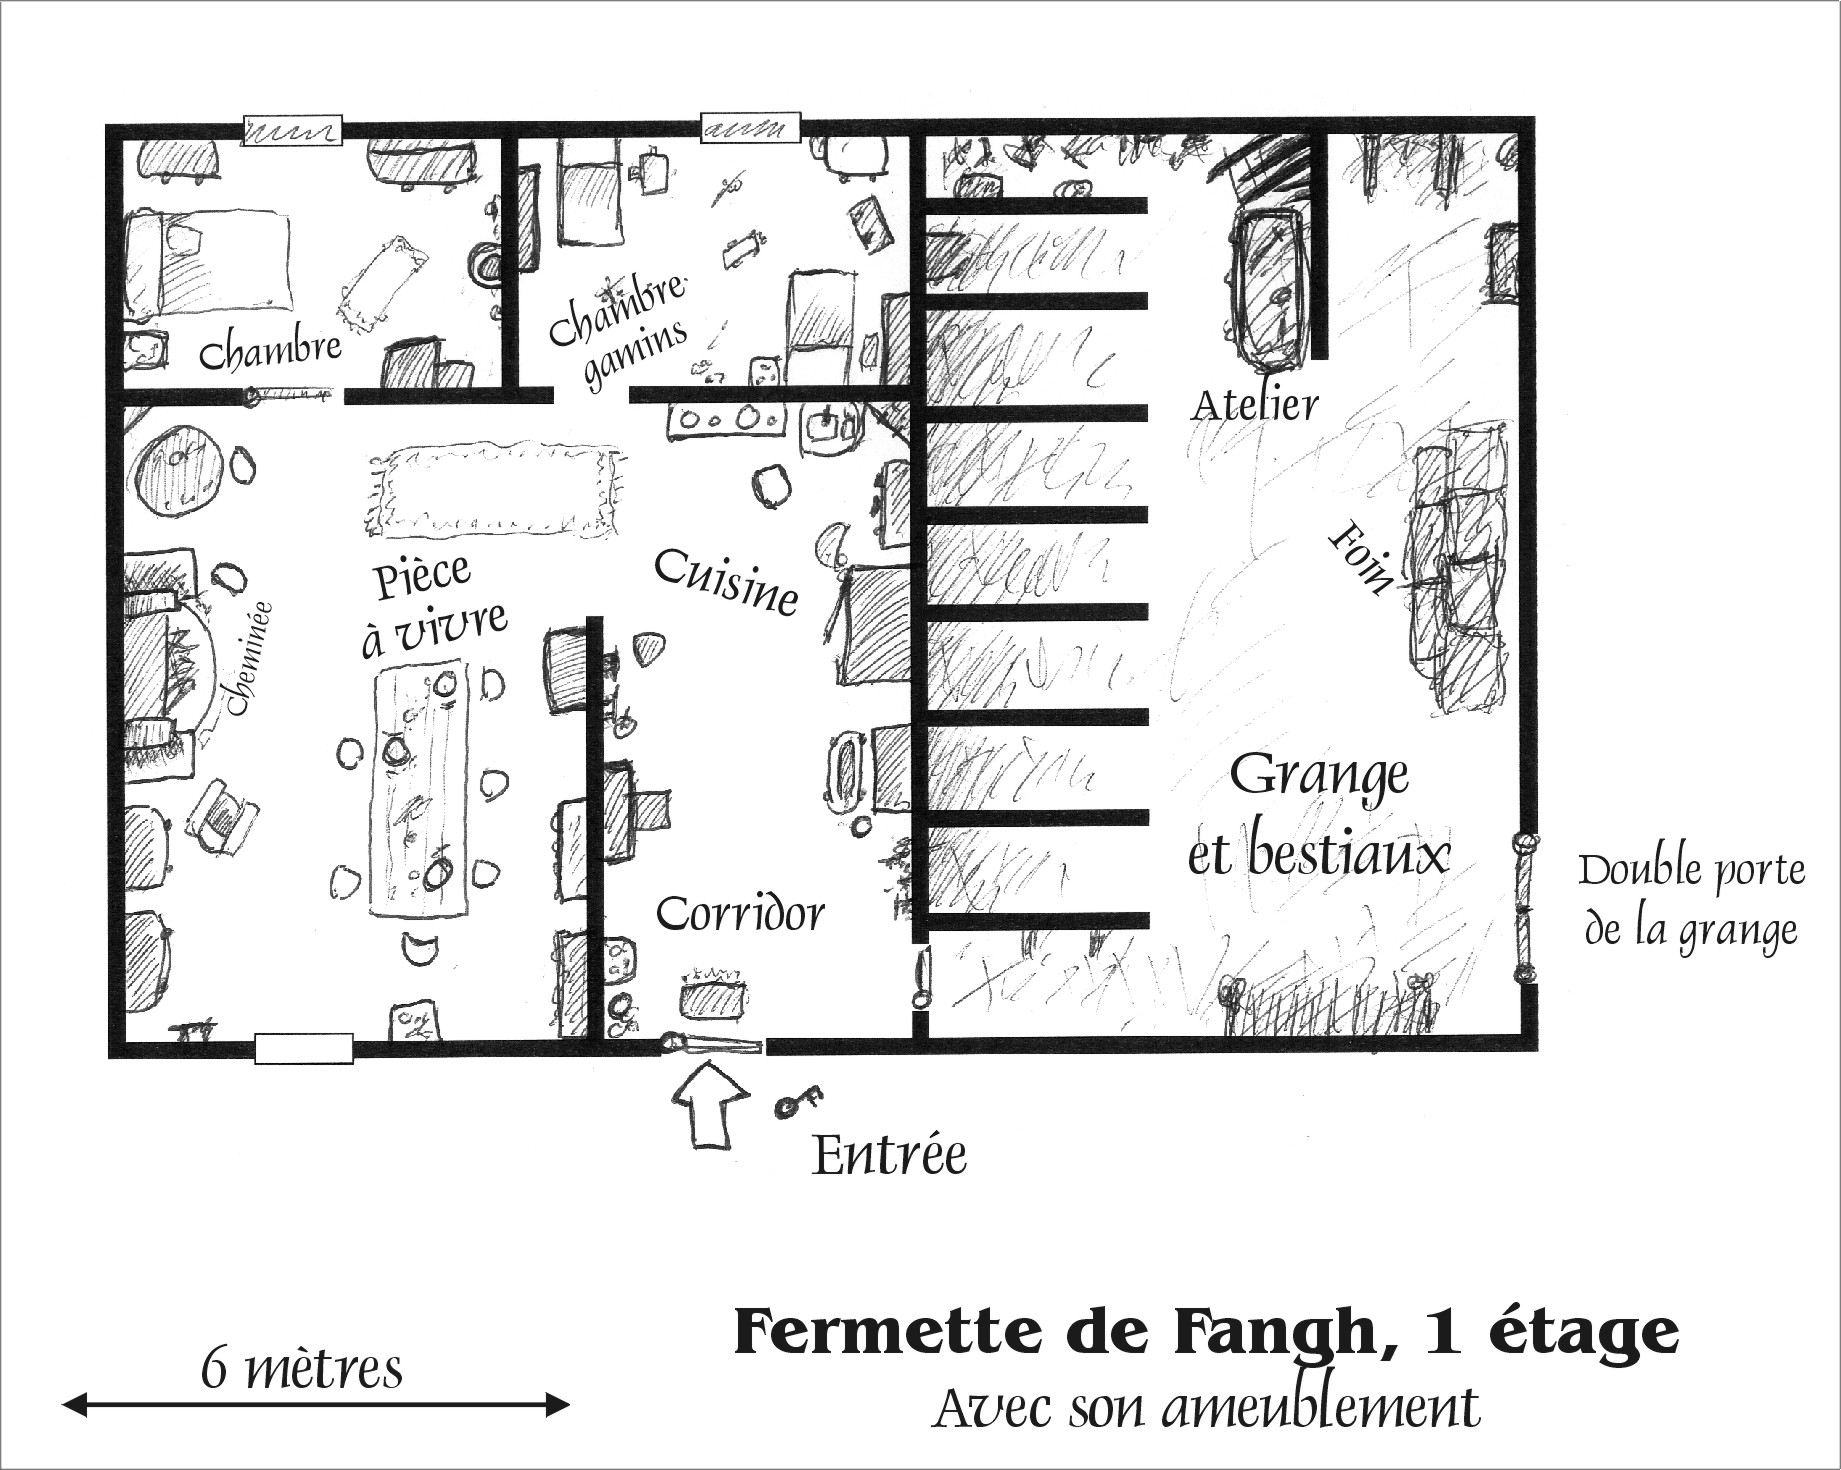 Chambre
Chambre
gamins
Atelier
Pièce
à vivre
Cuisine
Foin
cheminée
Grange
et bestiaux
Double porte
de la grange
Corridor
Entrée
6 mètres
Fermette de Fangh, 1 étage
Avec son ameublement